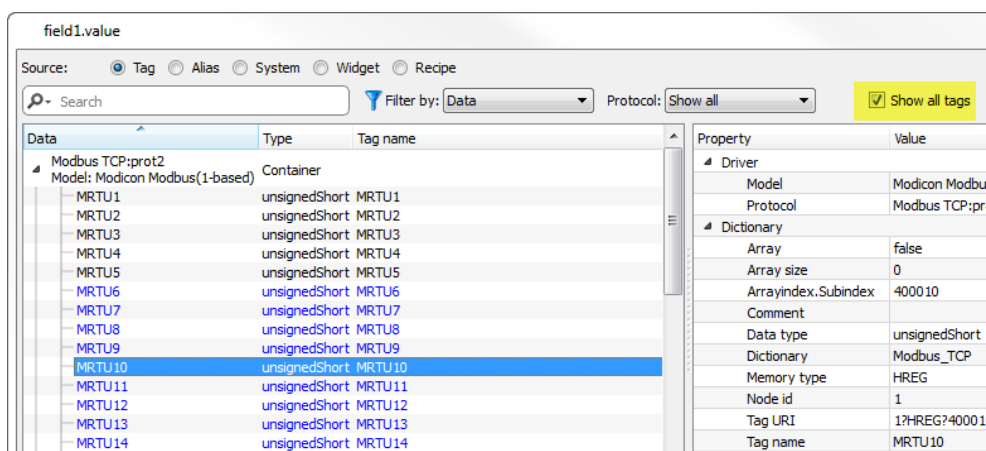 field1.value
Source: Tag Alias System Widget Recipe
Search Filter by: Data Protocol: Show all Show all tags
Data Type Tag name
Modbus TCP:prot2
Model: Modicon Modbus(1-based) Container
MRTU1 unsignedShort MRTU1
MRTU2 unsignedShort MRTU2
MRTU3 unsignedShort MRTU3
MRTU4 unsignedShort MRTU4
MRTU5 unsignedShort MRTU5
MRTU6 unsignedShort MRTU6
MRTU7 unsignedShort MRTU7
MRTU8 unsignedShort MRTU8
MRTU9 unsignedShort MRTU9
MRTU10 unsignedShort MRTU10
MRTU11 unsignedShort MRTU11
MRTU12 unsignedShort MRTU12
MRTU13 unsignedShort MRTU13
MRTU14 unsignedShort MRTU14
Property Value
Driver
Model Modicon Modbu
Protocol Modbus TCP:pr
Dictionary
Array false
Array size 0
Arrayindex.Subindex 400010
Comment
Data type unsignedShort
Dictionary Modbus_TCP
Memory type HREG
Node id 1
Tag URI 1?HREG?40001
Tag name MRTU10